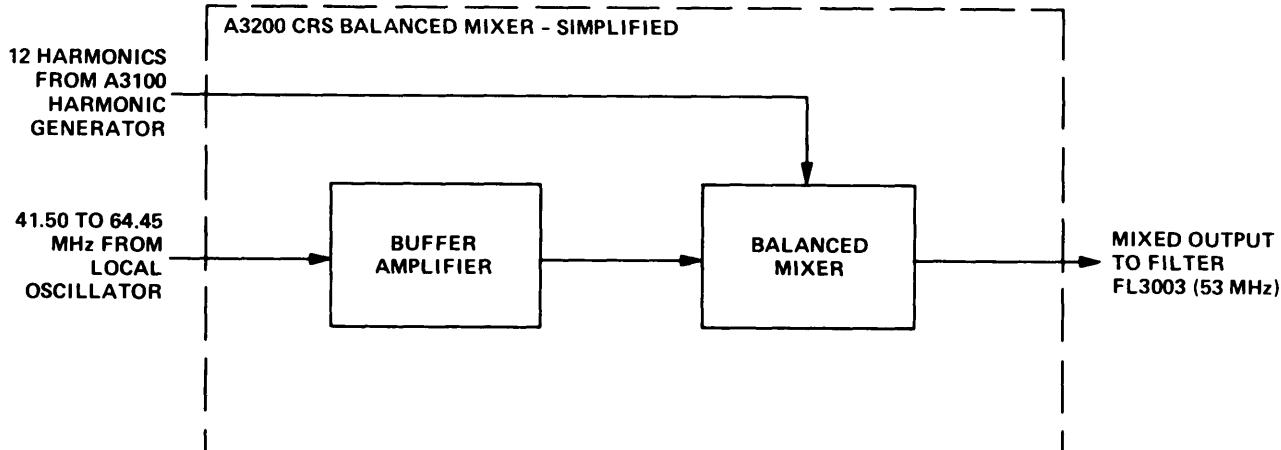 A3200 CRS BALANCED MIXER - SIMPLIFIED
12 HARMONICS
FROM A3100
HARMONIC
GENERATOR
41.50 TO 64.45
MHz FROM
LOCAL
OSCILLATOR
BUFFER
AMPLIFIER
BALANCED
MIXER
MIXED OUTPUT
TO FILTER
FL3003 (53 MHz)